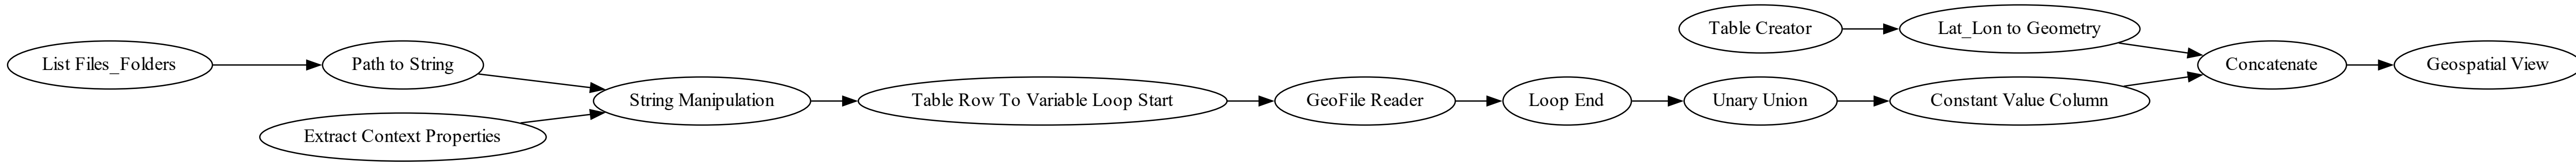 List Files_Folders
Path to String
Extract Context Properties
String Manipulation
Table Row To Variable Loop Start
GeoFile Reader
Loop End
Unary Union
Constant Value Column
Table Creator
Lat_Lon to Geometry
Concatenate
Geospatial View